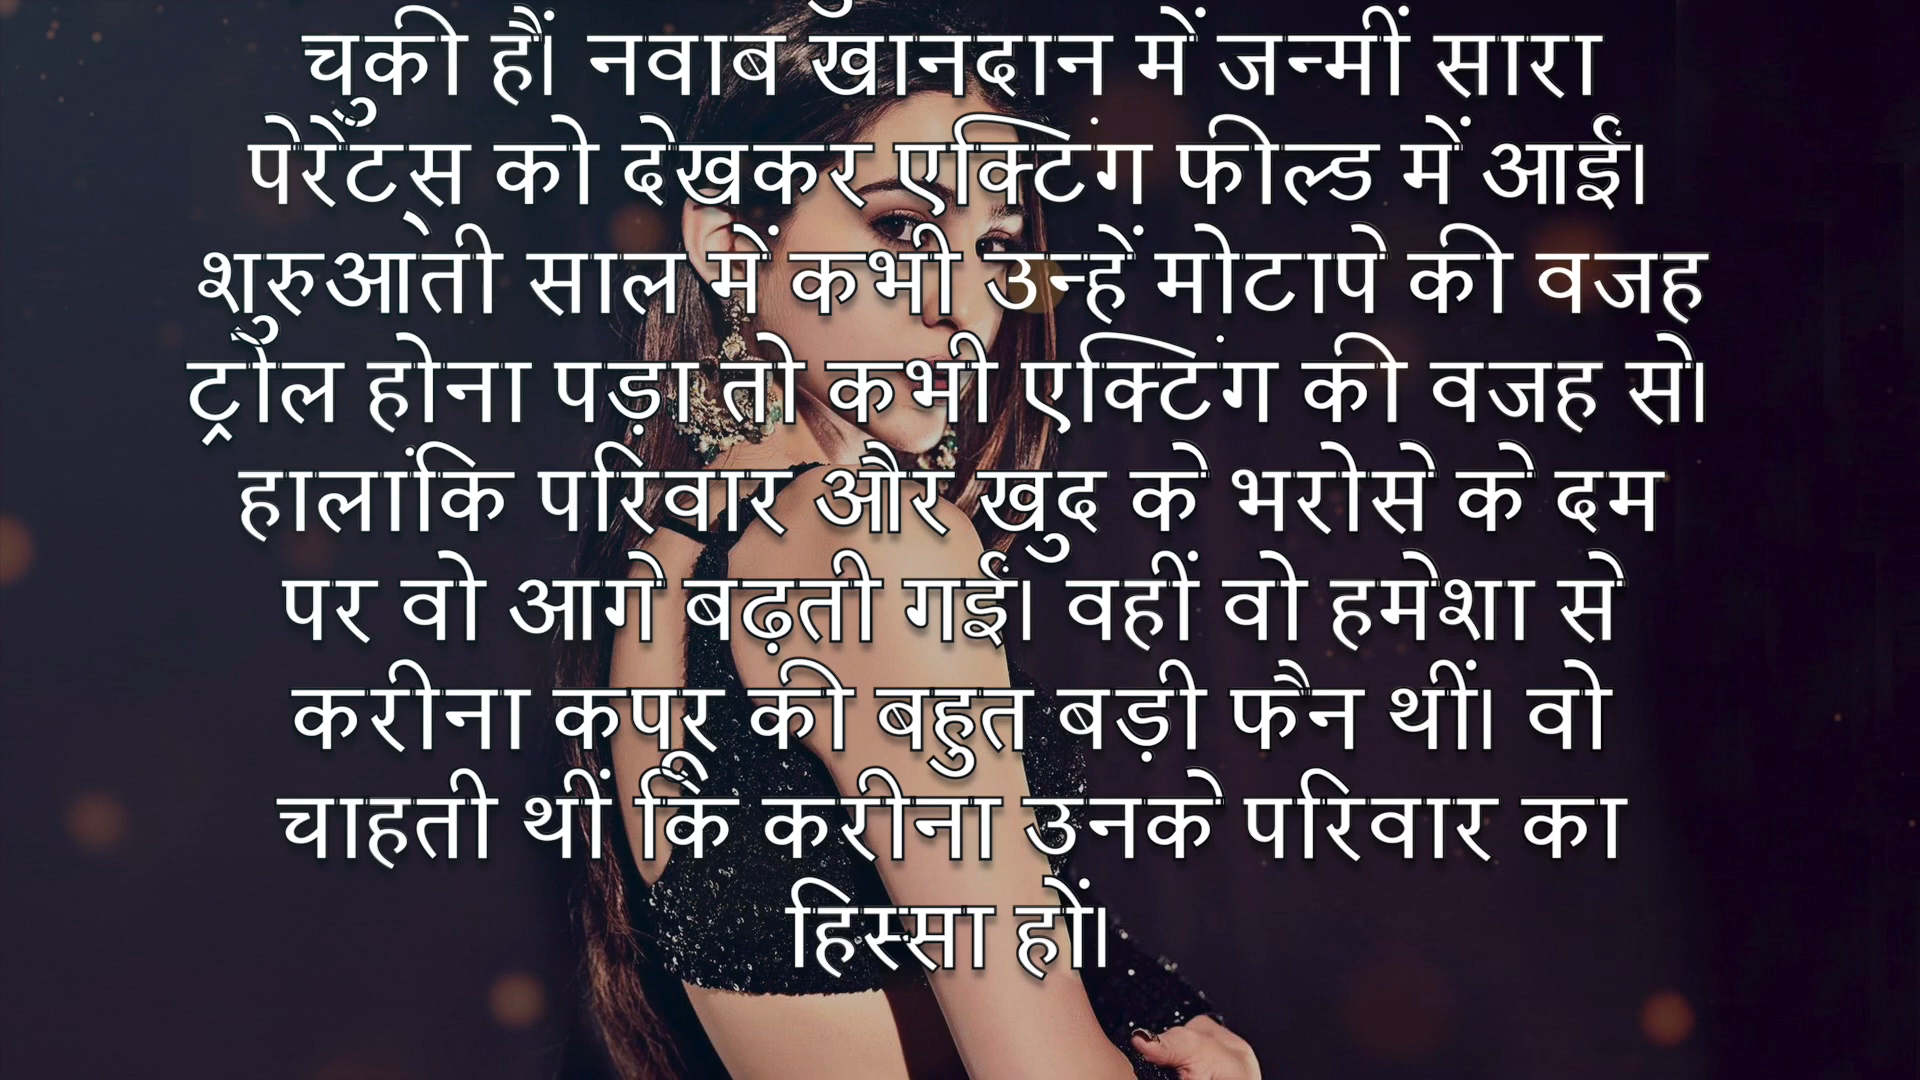 चुकी हैं। नवाब खानदान में जन्मीं सारा
पेरेंट्स को देखकर एक्टिंग फील्ड में आईं।
शुरुआती साल में कभी उन्हें मोटापे की वजह
ट्रोल होना पड़ा तो कभी एक्टिंग की वजह से।
हालांकि परिवार और खुद के भरोसे के दम
पर वो आगे बढ़ती गईं। वहीं वो हमेशा से
करीना कपूर की बहुत बड़ी फैन थीं। वो
चाहती थीं कि करीना उनके परिवार का
हिस्सा हों।